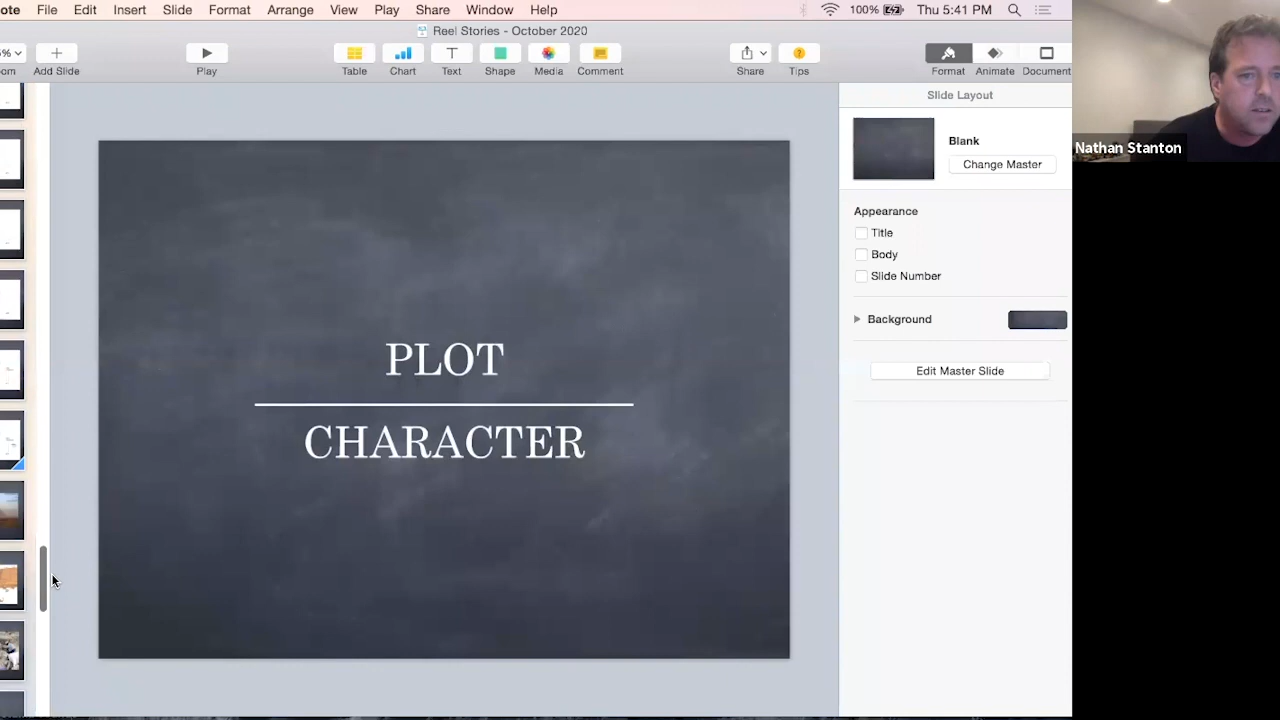 ote File Edit Insert Slide Format Arrange View Play Share Window Help 100% Thu 5:41 PM
Reel Stories - October 2020
% Add Slide Play Table Chart Text Shape Media Comment Share Tips Format Animate Document
oom
Slide Layout
Blank
Change Master
Appearance
Title
Body
Slide Number
Background
Edit Master Slide
PLOT
CHARACTER
Nathan Stanton